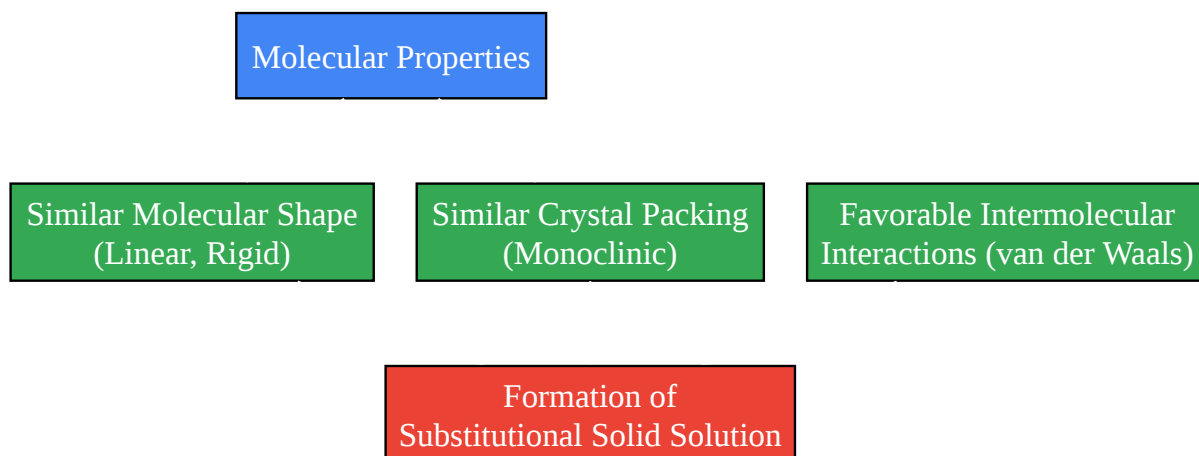 Molecular Properties
Similar Molecular Shape
(Linear, Rigid)
Similar Crystal Packing
(Monoclinic)
Favorable Intermolecular
Interactions (van der Waals)
Formation of
Substitutional Solid Solution